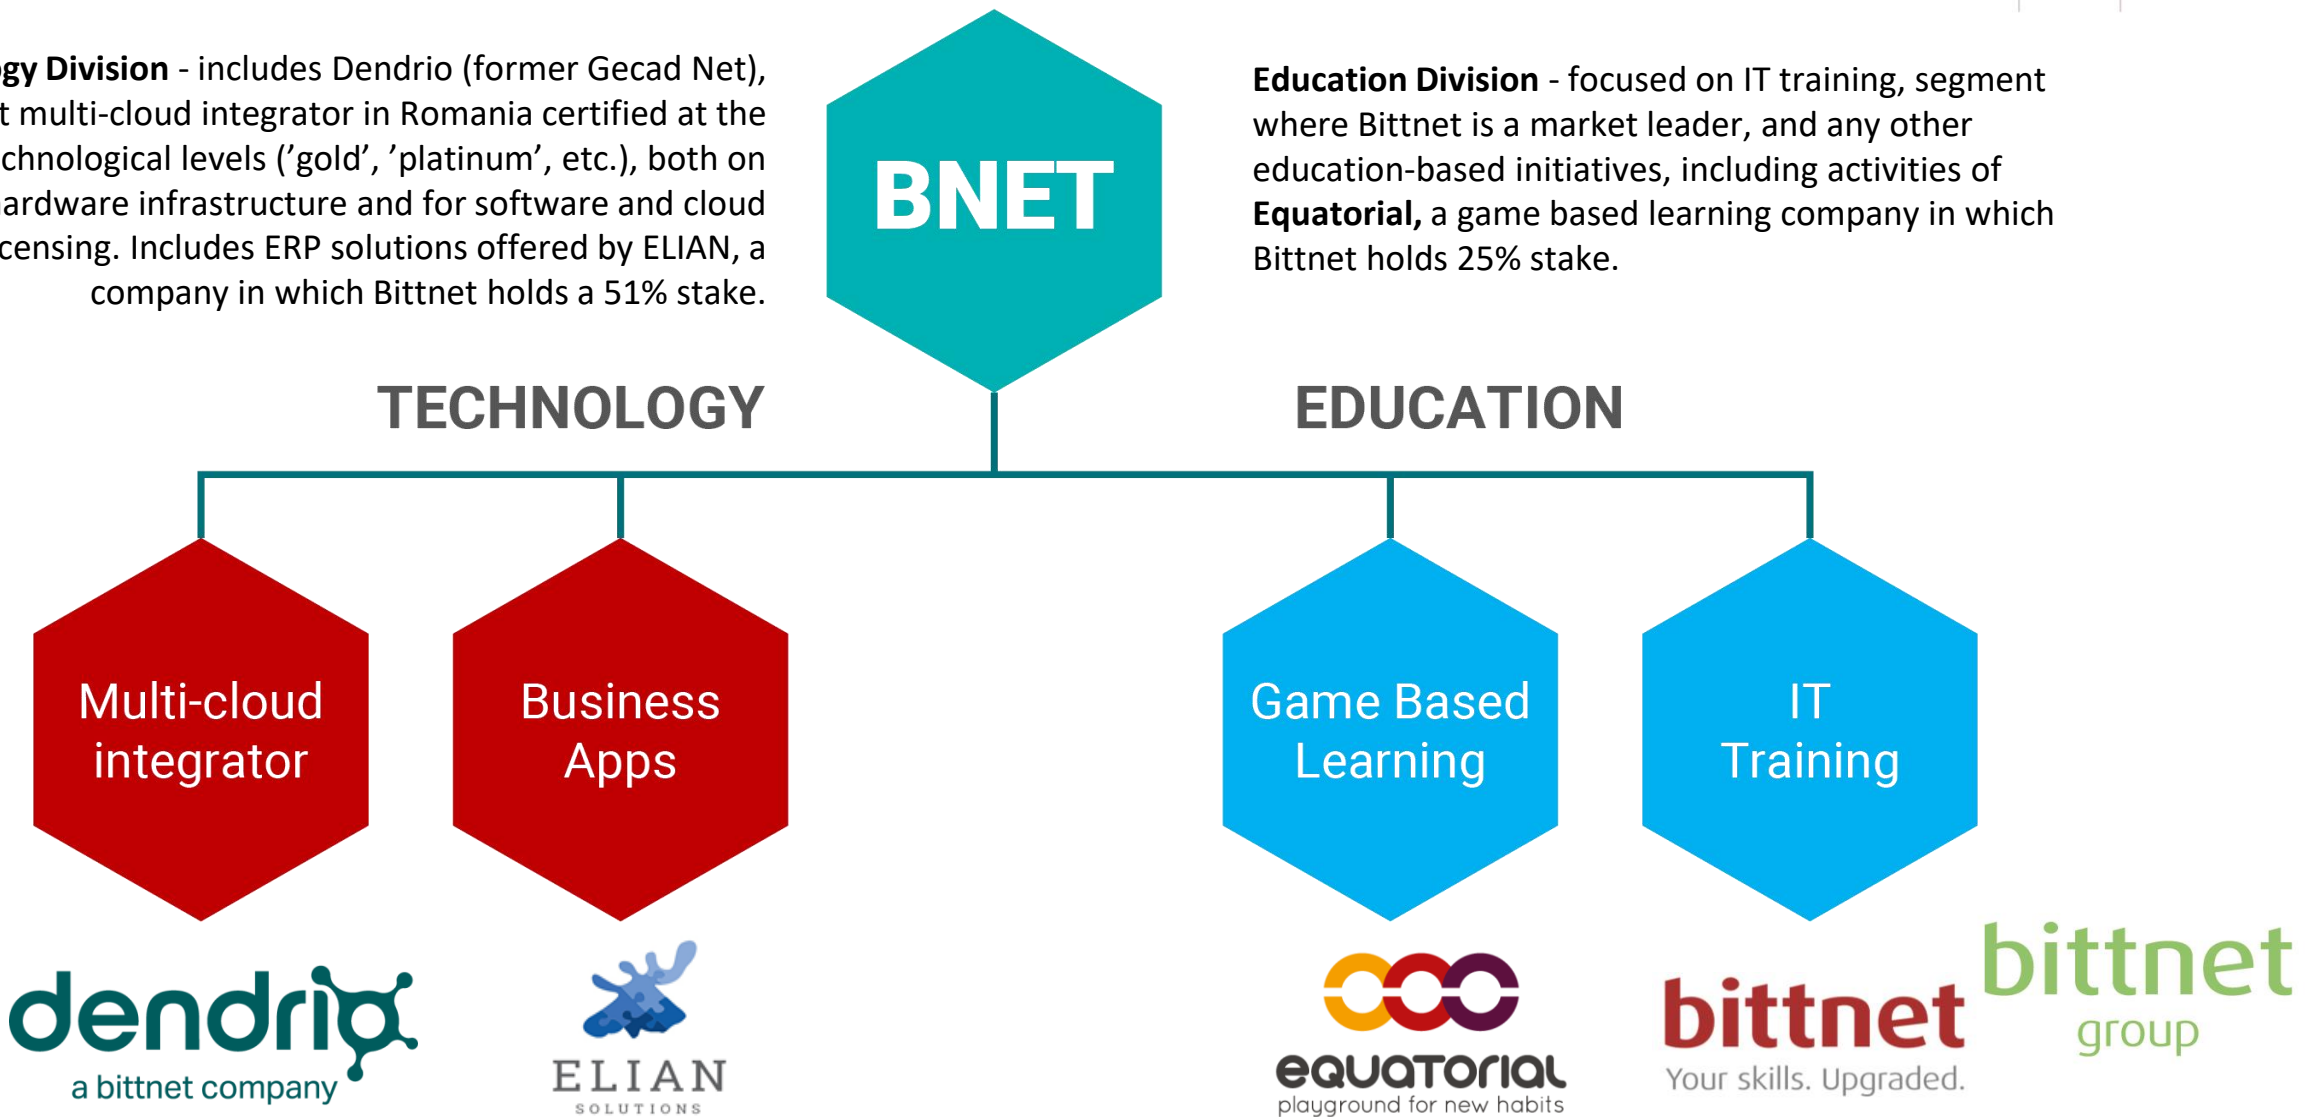 Division - includes Dendrio (former Gecad Net),
multi-cloud integrator in Romania certified at the
levels ('gold', 'platinum', etc.), both on
infrastructure and for software and cloud
Includes ERP solutions offered by ELIAN, a
company in which Bittnet holds a 51% stake.
BNET
Education Division - focused on IT training, segment
where Bittnet is a market leader, and any other
education-based initiatives, including activities of
Equatorial, a game based learning company in which
Bittnet holds 25% stake.
TECHNOLOGY
EDUCATION
Multi-cloud
integrator
Business
Apps
Game Based
Learning
IT
Training
dendrio
a bittnet company
ELIAN
SOLUTIONS
equatorial
playground for new habits
bittnet
Your skills. Upgraded.
bittnet
group